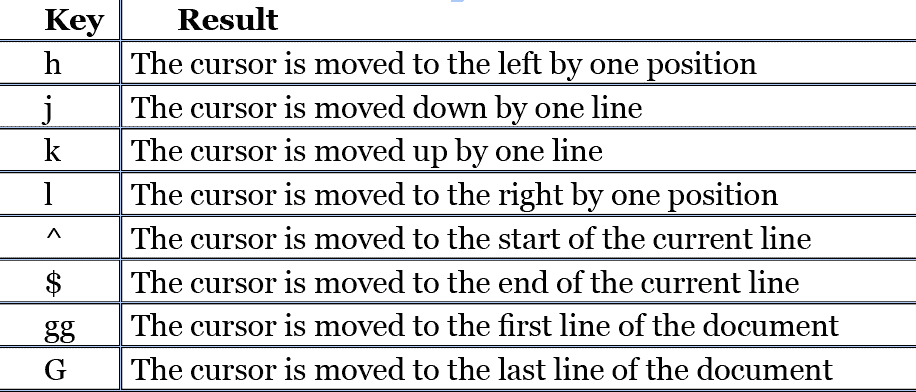 Key Result
h The cursor is moved to the left by one position
j The cursor is moved down by one line
k The cursor is moved up by one line
l The cursor is moved to the right by one position
^ The cursor is moved to the start of the current line
$ The cursor is moved to the end of the current line
gg The cursor is moved to the first line of the document
G The cursor is moved to the last line of the document